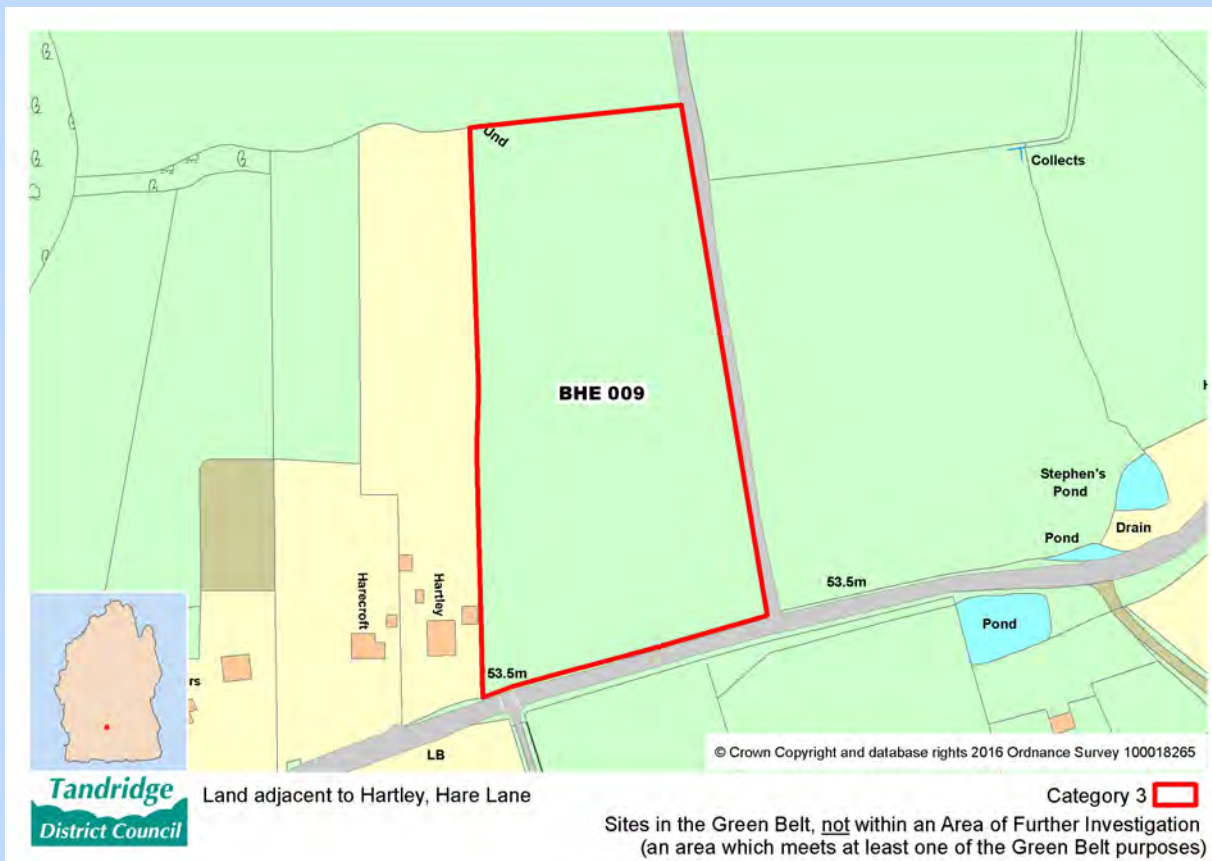 Und
Collects
BHE 009
Stephen's
Pond
Drain
Pond
53.5m
Harecroft
Hartley
Pond
53.5m
rs
LB
© Crown Copyright and database rights 2016 Ordnance Survey 100018265
Tandridge
District Council
Land adjacent to Hartley, Hare Lane
Category 3
Sites in the Green Belt, not within an Area of Further Investigation
(an area which meets at least one of the Green Belt purposes)